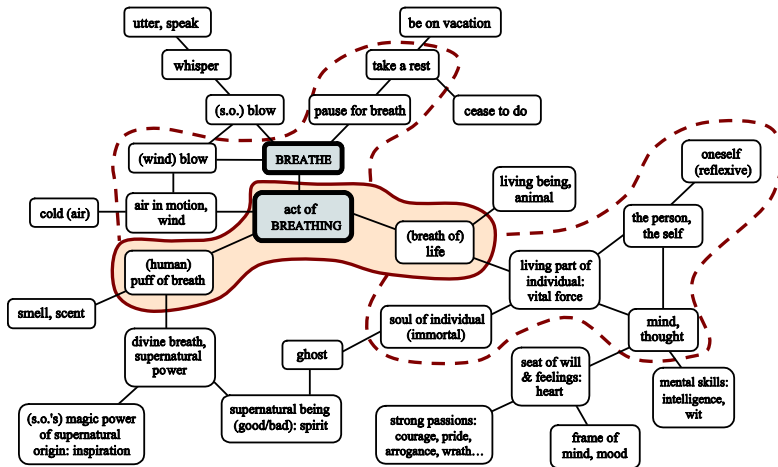 utter, speak
be on vacation
whisper
take a rest
(s.o.) blow
pause for breath
cease to do
(wind) blow
BREATHE
oneself
(reflexive)
living being,
animal
cold (air)
air in motion,
wind
act of
BREATHING
the person,
the self
(breath of)
life
(human)
puff of breath
living part of
individual:
vital force
smell, scent
soul of individual
(immortal)
mind,
thought
divine breath,
supernatural
power
ghost
seat of will
& feelings:
heart
mental skills:
intelligence,
wit
(s.o.'s) magic power
of supernatural
origin: inspiration
supernatural being
(good/bad): spirit
strong passions:
courage, pride,
arrogance, wrath...
frame of
mind, mood